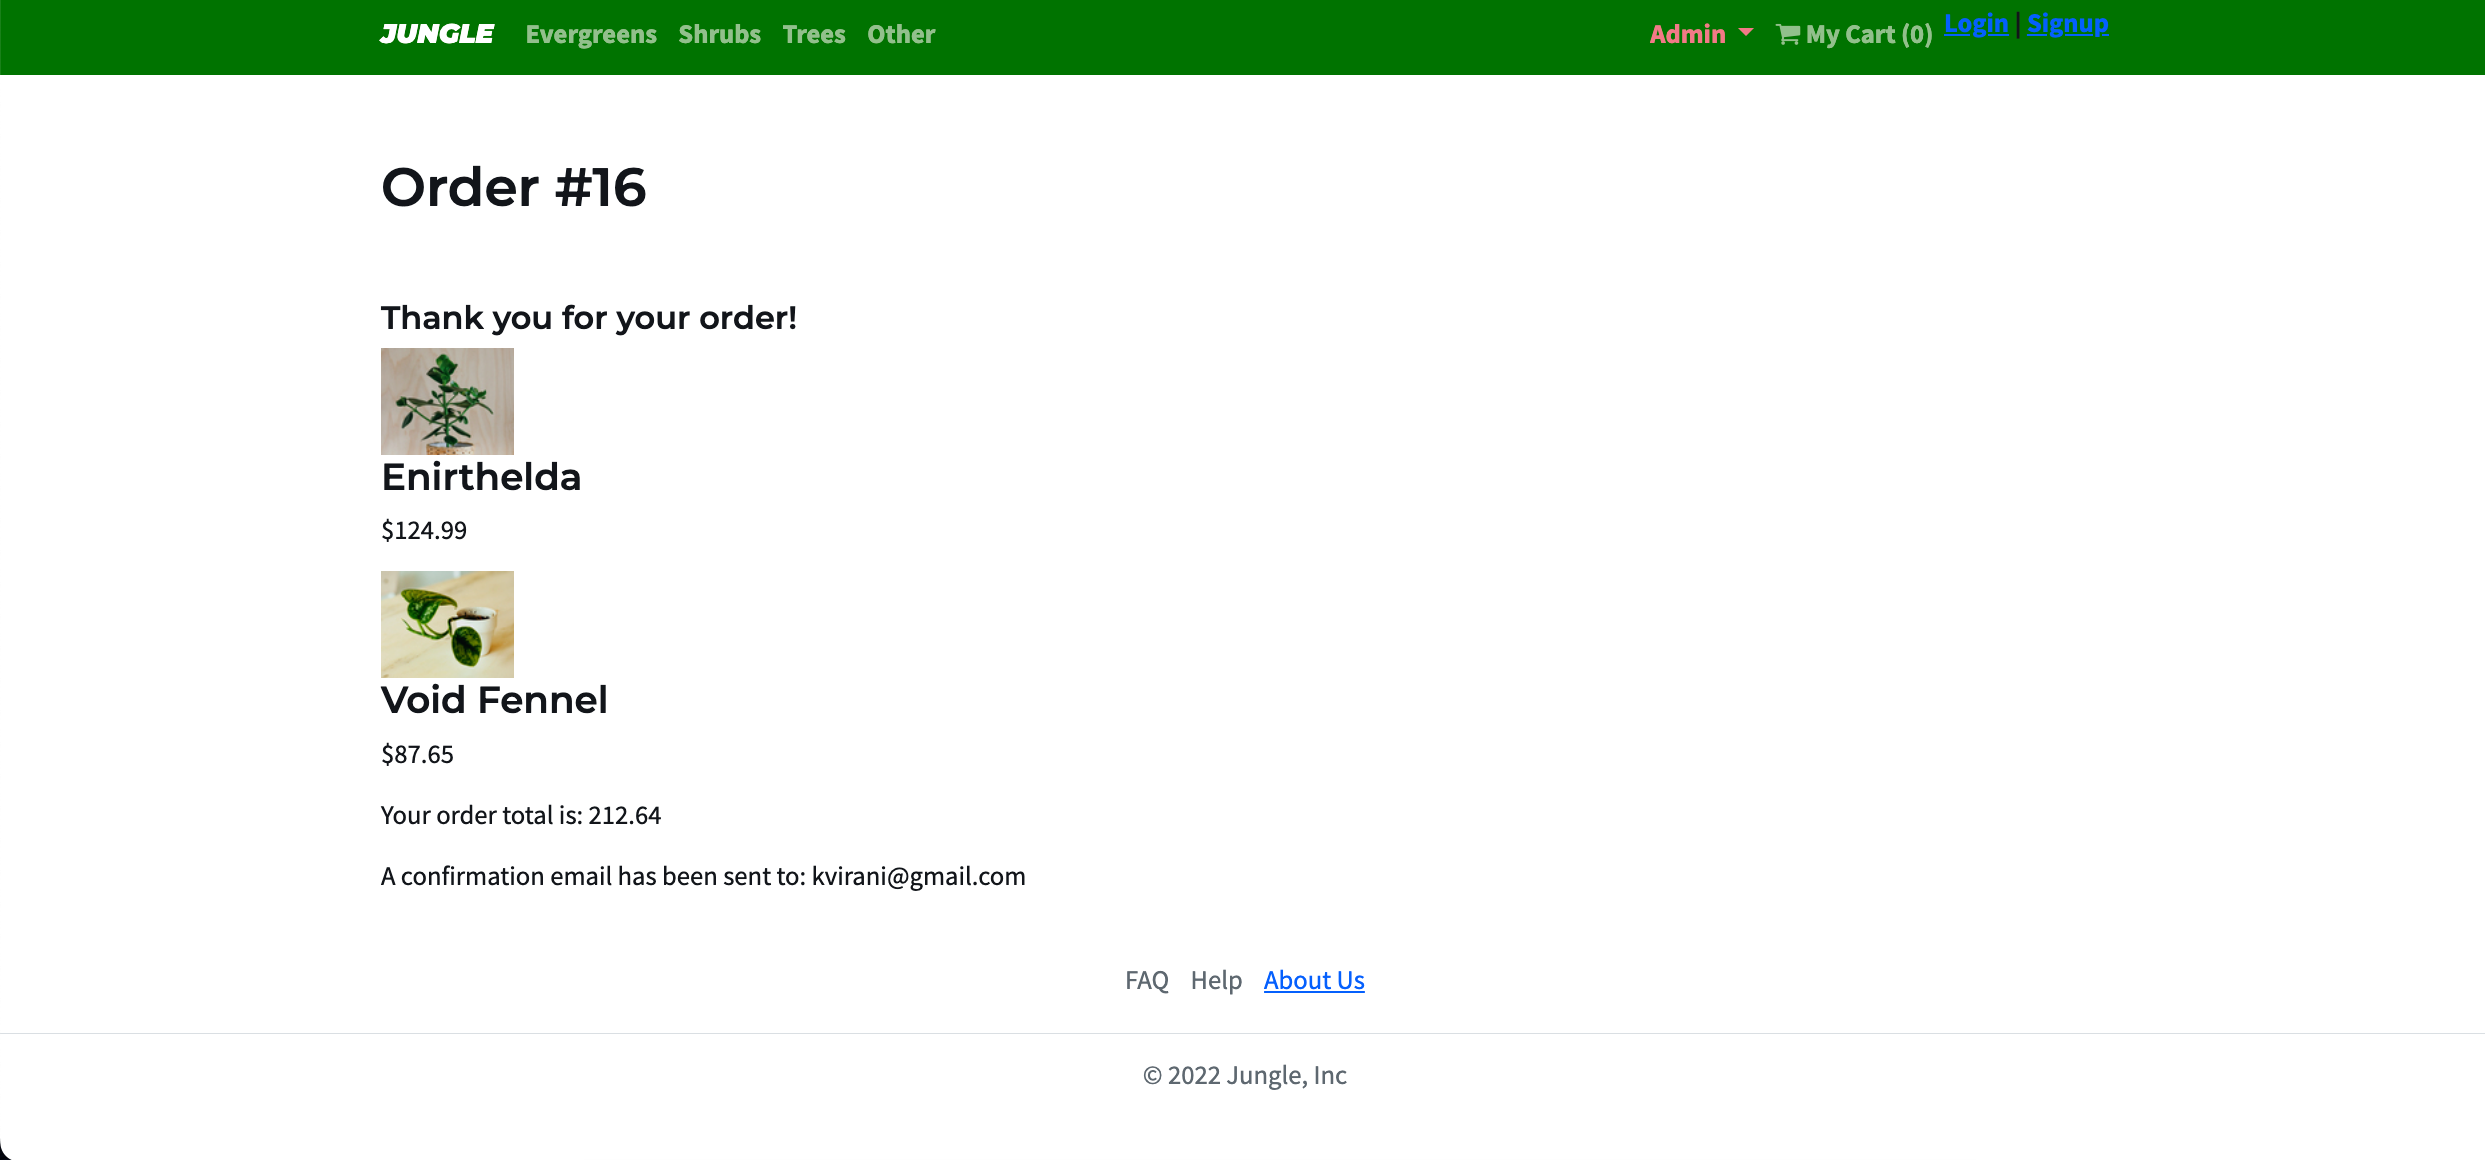 JUNGLE Evergreens Shrubs Trees Other Admin My Cart (0) Login | Signup
Order #16
Thank you for your order!
Enirthelda
$124.99
Void Fennel
$87.65
Your order total is: 212.64
A confirmation email has been sent to: kvirani@gmail.com
FAQ Help About Us
© 2022 Jungle, Inc